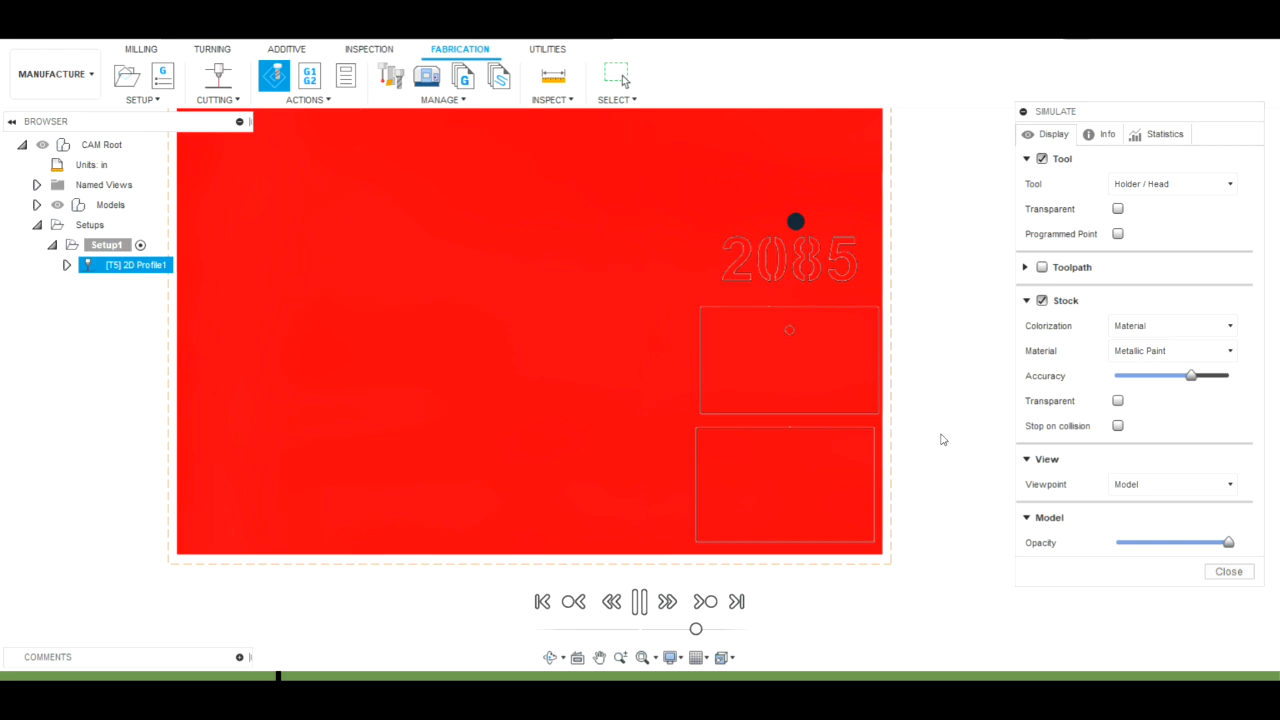 MILLING TURNING ADDITIVE INSPECTION FABRICATION UTILITIES
MANUFACTURE
G
G1
G2
G
SETUP CUTTING ACTIONS MANAGE INSPECT SELECT
BROWSER
CAM Root
Units: in
Named Views
Models
Setups
Setup1
[T5] 2D Profile1
2085
SIMULATE
Display Info Statistics
Tool
Tool Holder / Head
Transparent
Programmed Point
Toolpath
Stock
Colorization Material
Material Metallic Paint
Accuracy
Transparent
Stop on collision
View
Viewpoint Model
Model
Opacity
Close
COMMENTS